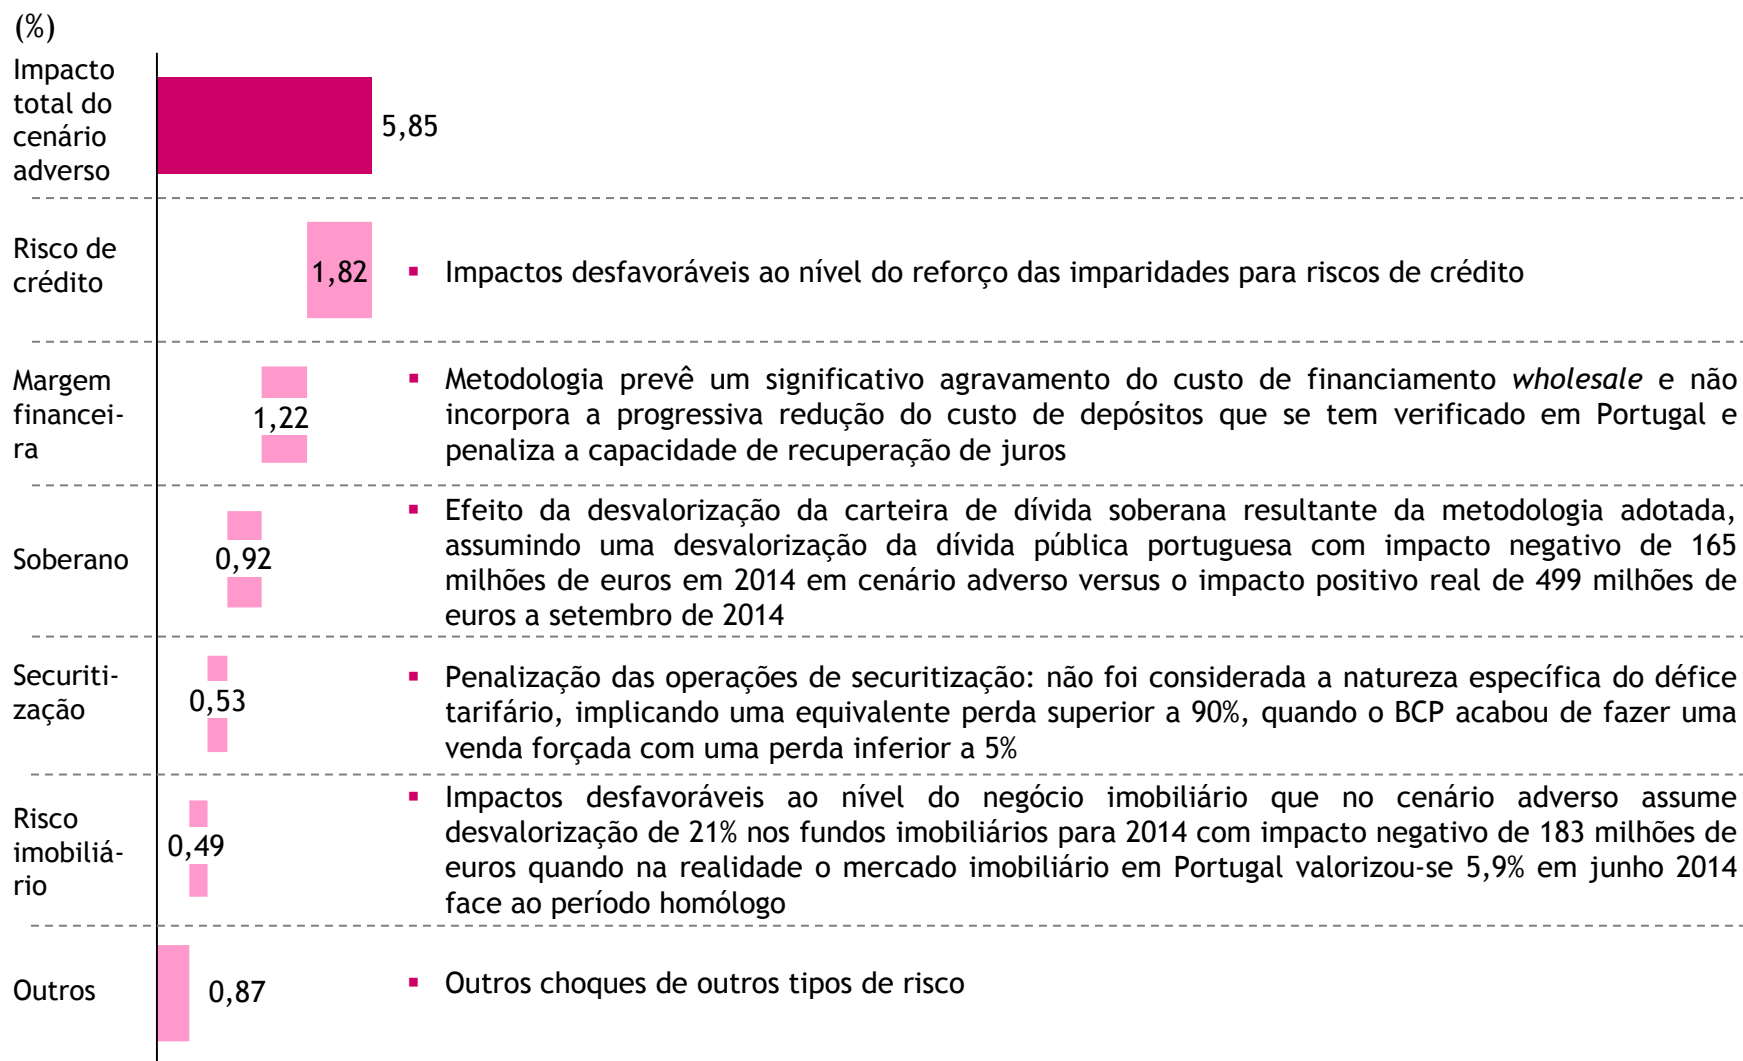 (%)
Impacto
total do
cenário
adverso
5,85
Risco de
crédito
1,82
▪ Impactos desfavoráveis ao nível do reforço das imparidades para riscos de crédito
Margem
financei-
ra
1,22
▪ Metodologia prevê um significativo agravamento do custo de financiamento wholesale e não
incorpora a progressiva redução do custo de depósitos que se tem verificado em Portugal e
penaliza a capacidade de recuperação de juros
Soberano
0,92
▪ Efeito da desvalorização da carteira de dívida soberana resultante da metodologia adotada,
assumindo uma desvalorização da dívida pública portuguesa com impacto negativo de 165
milhões de euros em 2014 em cenário adverso versus o impacto positivo real de 499 milhões de
euros a setembro de 2014
Securiti-
zação
0,53
▪ Penalização das operações de securitização: não foi considerada a natureza específica do défice
tarifário, implicando uma equivalente perda superior a 90%, quando o BCP acabou de fazer uma
venda forçada com uma perda inferior a 5%
Risco
imobiliá-
rio
0,49
▪ Impactos desfavoráveis ao nível do negócio imobiliário que no cenário adverso assume
desvalorização de 21% nos fundos imobiliários para 2014 com impacto negativo de 183 milhões de
euros quando na realidade o mercado imobiliário em Portugal valorizou-se 5,9% em junho 2014
face ao período homólogo
Outros
0,87
▪ Outros choques de outros tipos de risco